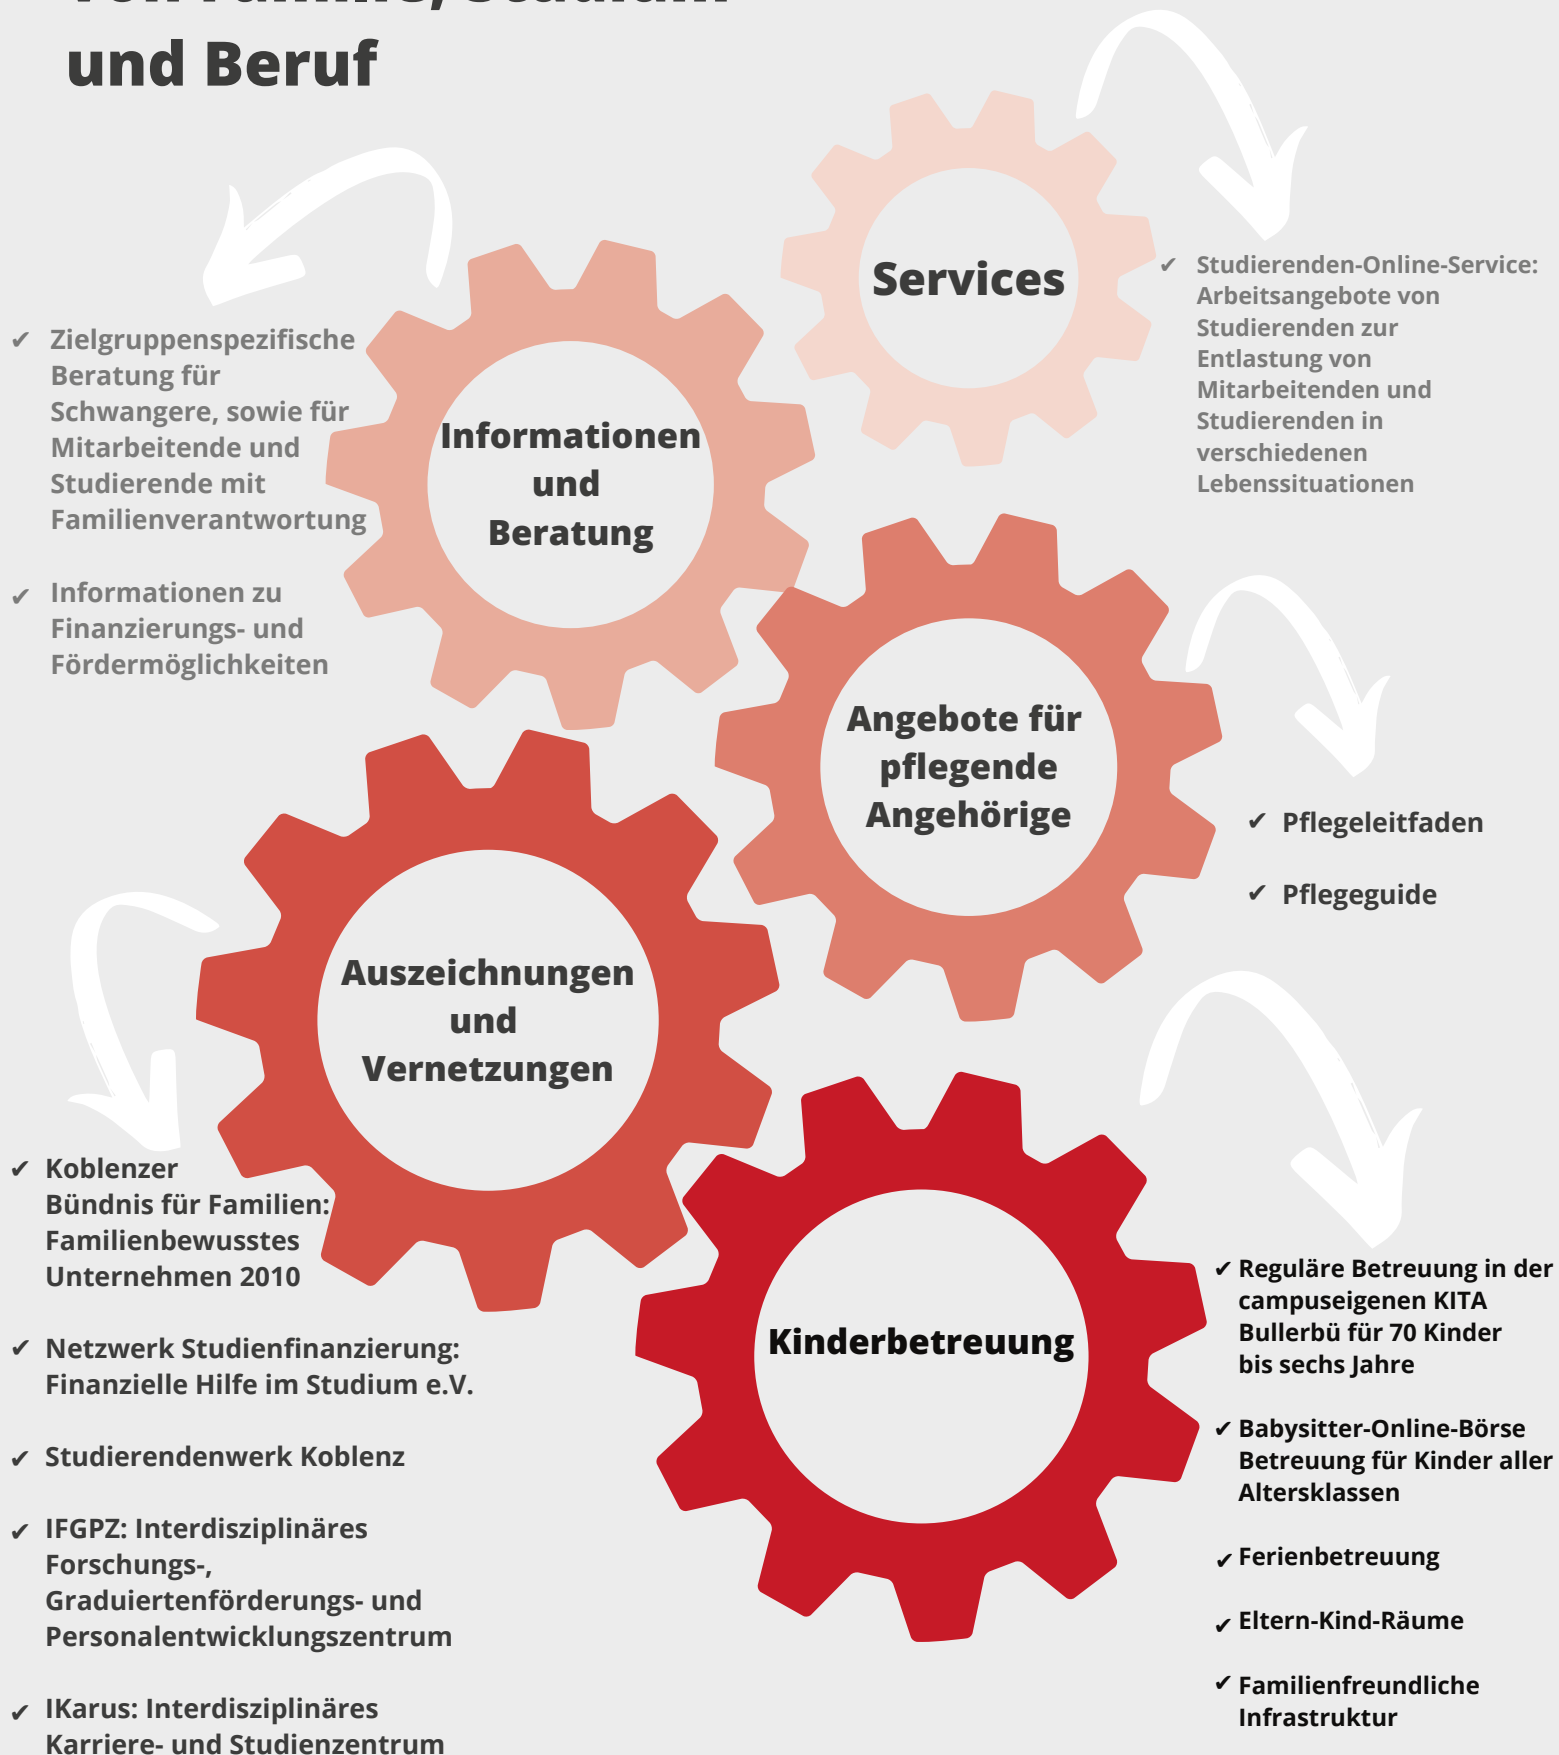 von Familie, Studium
und Beruf
Services
✔ Studierenden-Online-Service:
Arbeitsangebote von
Studierenden zur
Entlastung von
Mitarbeitenden und
Studierenden in
verschiedenen
Lebenssituationen
Informationen
und
Beratung
✔ Zielgruppenspezifische
Beratung für
Schwangere, sowie für
Mitarbeitende und
Studierende mit
Familienverantwortung
✔ Informationen zu
Finanzierungs- und
Fördermöglichkeiten
Angebote für
pflegende
Angehörige
✔ Pflegeleitfaden
✔ Pflegeguide
Auszeichnungen
und
Vernetzungen
✔ Koblenzer
Bündnis für Familien:
Familienbewusstes
Unternehmen 2010
✔ Netzwerk Studienfinanzierung:
Finanzielle Hilfe im Studium e.V.
✔ Studierendenwerk Koblenz
✔ IFGPZ: Interdisziplinäres
Forschungs-,
Graduiertenförderungs- und
Personalentwicklungszentrum
✔ IKarus: Interdisziplinäres
Karriere- und Studienzentrum
Kinderbetreuung
✔ Reguläre Betreuung in der
campuseigenen KITA
Bullerbü für 70 Kinder
bis sechs Jahre
✔ Babysitter-Online-Börse
Betreuung für Kinder aller
Altersklassen
✔ Ferienbetreuung
✔ Eltern-Kind-Räume
✔ Familienfreundliche
Infrastruktur